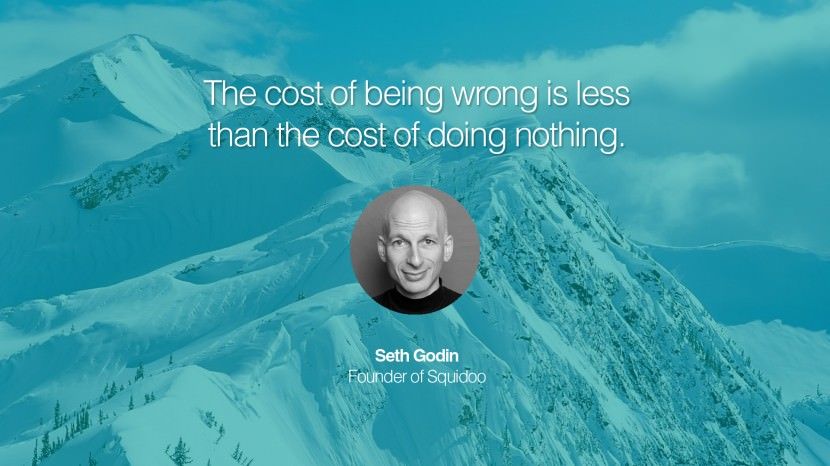 The cost of being wrong is less
than the cost of doing nothing.
Seth Godin
Founder of Squidoo